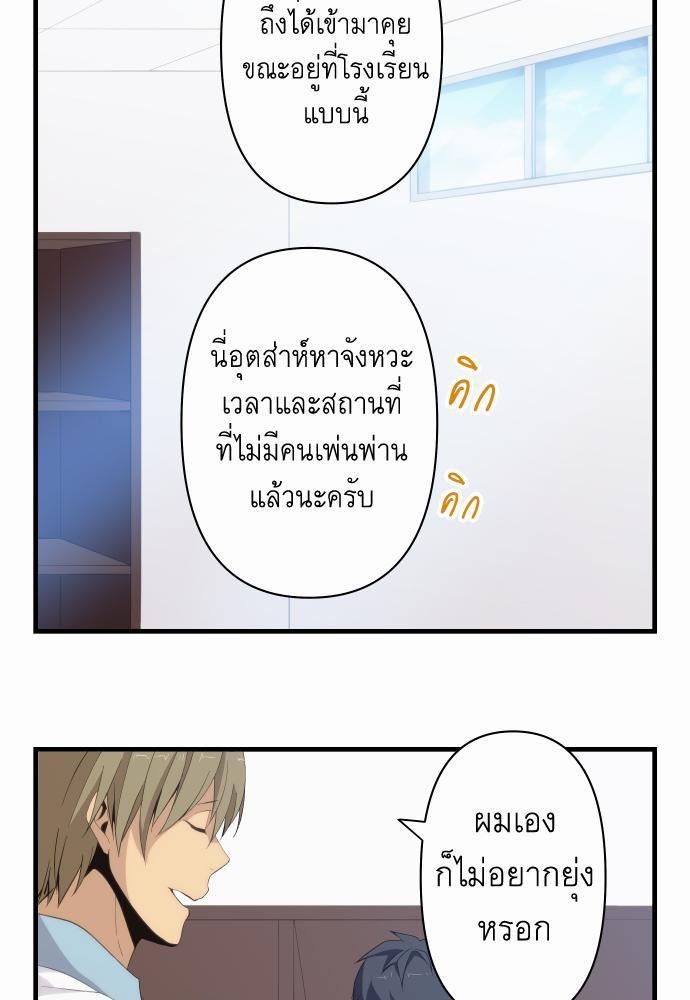 ถึงได้เข้ามาคุย
ขณะอยู่ที่โรงเรียน
แบบนี้
นี่อุตส่าห์หาจังหวะ
เวลาและสถานที่
ที่ไม่มีคนเพ่นพ่าน
แล้วนะครับ
คิก
คิก
ผมเอง
ก็ไม่อยากยุ่ง
หรอก